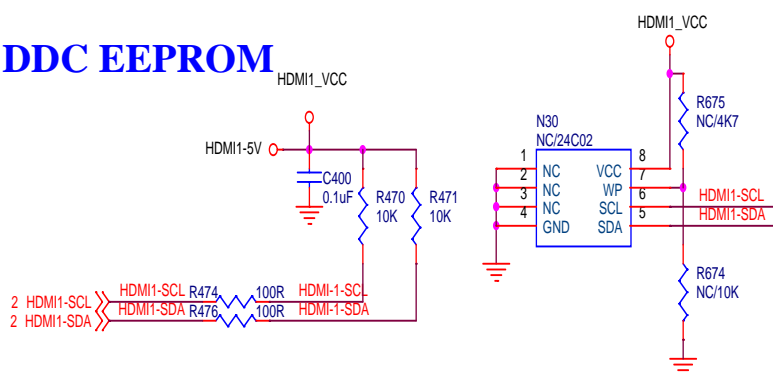 DDC EEPROM
HDMI1_VCC
HDMI1-5V
C400
0.1uF
R470
10K
R471
10K
2 HDMI1-SCL
HDMI1-SCL R474 100R HDMI-1-SCL
2 HDMI1-SDA
HDMI1-SDA R476 100R HDMI-1-SDA
HDMI1_VCC
R675
NC/4K7
N30
NC/24C02
1 NC VCC 8
2 NC WP 7
3 NC SCL 6 HDMI1-SCL
4 GND SDA 5 HDMI1-SDA
R674
NC/10K